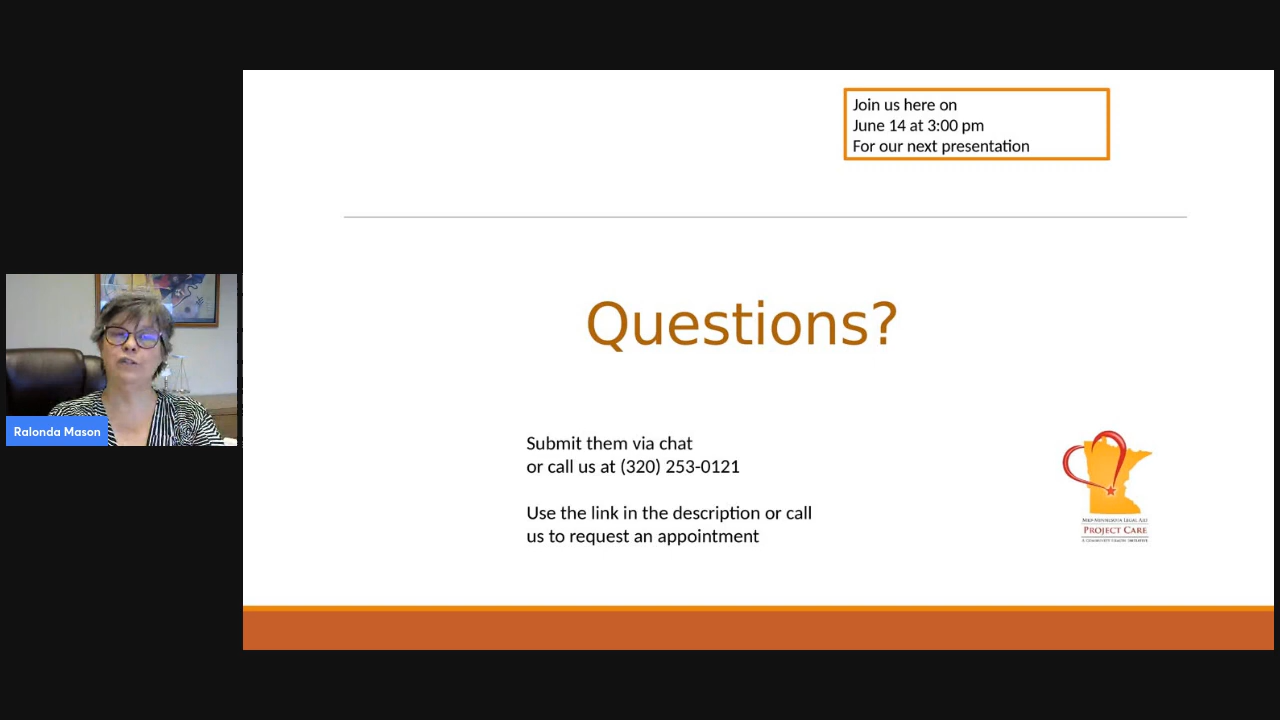 Join us here on
June 14 at 3:00 pm
For our next presentation
Questions?
Ralonda Mason
Submit them via chat
or call us at (320) 253-0121
Use the link in the description or call
us to request an appointment
MID-MINNESOTA LEGAL AID
PROJECT CARE